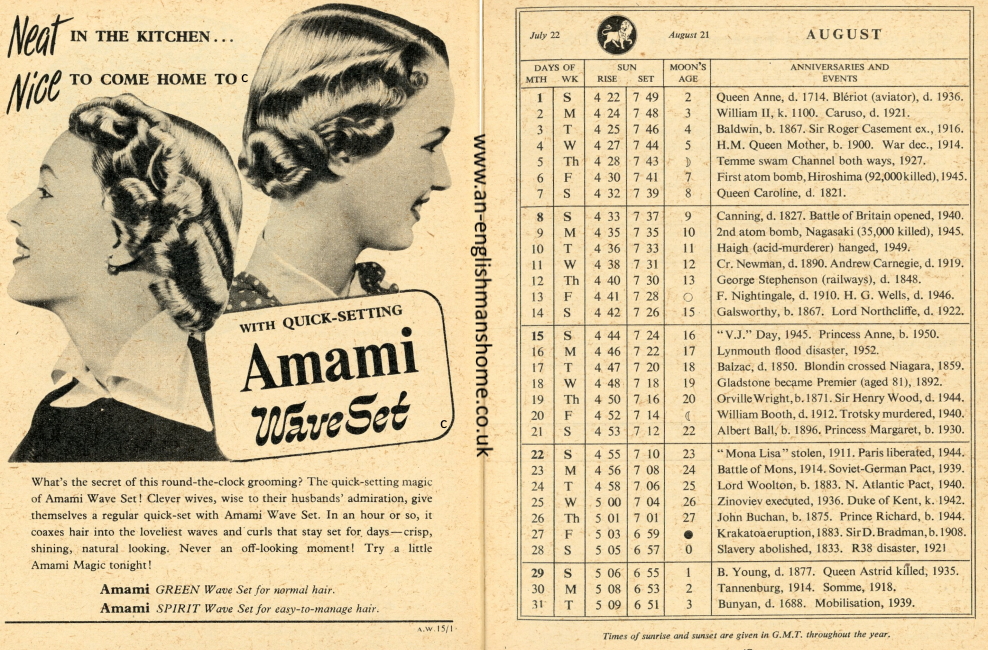 Neat IN THE KITCHEN...
Nice TO COME HOME TO C
WITH QUICK-SETTING
Amami
Wave Set
C
What's the secret of this round-the-clock grooming? The quick-setting magic
of Amami Wave Set! Clever wives, wise to their husbands' admiration, give
themselves a regular quick-set with Amami Wave Set. In an hour or so, it
coaxes hair into the loveliest waves and curls that stay set for days—crisp,
shining, natural looking. Never an off-looking moment! Try a little
Amami Magic tonight!
Amami GREEN Wave Set for normal hair.
Amami SPIRIT Wave Set for easy-to-manage hair.
A.W.15/1
www.an-englishmanshome.co.uk
July 22 August 21 AUGUST
DAYS OF SUN MOON'S ANNIVERSARIES AND
MTH WK RISE SET AGE EVENTS
1 S 4 22 7 49 2 Queen Anne, d. 1714. Blériot (aviator), d. 1936.
2 M 4 24 7 48 3 William II, k. 1100. Caruso, d. 1921.
3 T 4 25 7 46 4 Baldwin, b. 1867. Sir Roger Casement ex., 1916.
4 W 4 27 7 44 5 H.M. Queen Mother, b. 1900. War dec., 1914.
5 Th 4 28 7 43 ☽ Temme swam Channel both ways, 1927.
6 F 4 30 7 41 7 First atom bomb, Hiroshima (92,000 killed), 1945.
7 S 4 32 7 39 8 Queen Caroline, d. 1821.
8 S 4 33 7 37 9 Canning, d. 1827. Battle of Britain opened, 1940.
9 M 4 35 7 35 10 2nd atom bomb, Nagasaki (35,000 killed), 1945.
10 T 4 36 7 33 11 Haigh (acid-murderer) hanged, 1949.
11 W 4 38 7 31 12 Cr. Newman, d. 1890. Andrew Carnegie, d. 1919.
12 Th 4 40 7 30 13 George Stephenson (railways), d. 1848.
13 F 4 41 7 28 ○ F. Nightingale, d. 1910. H. G. Wells, d. 1946.
14 S 4 42 7 26 15 Galsworthy, b. 1867. Lord Northcliffe, d. 1922.
15 S 4 44 7 24 16 "V.J." Day, 1945. Princess Anne, b. 1950.
16 M 4 46 7 22 17 Lynmouth flood disaster, 1952.
17 T 4 47 7 20 18 Balzac, d. 1850. Blondin crossed Niagara, 1859.
18 W 4 48 7 18 19 Gladstone became Premier (aged 81), 1892.
19 Th 4 50 7 16 20 Orville Wright, b. 1871. Sir Henry Wood, d. 1944.
20 F 4 52 7 14 ☾ William Booth, d. 1912. Trotsky murdered, 1940.
21 S 4 53 7 12 22 Albert Ball, b. 1896. Princess Margaret, b. 1930.
22 S 4 55 7 10 23 "Mona Lisa" stolen, 1911. Paris liberated, 1944.
23 M 4 56 7 08 24 Battle of Mons, 1914. Soviet-German Pact, 1939.
24 T 4 58 7 06 25 Lord Woolton, b. 1883. N. Atlantic Pact, 1940.
25 W 5 00 7 04 26 Zinoviev executed, 1936. Duke of Kent, k. 1942.
26 Th 5 01 7 01 27 John Buchan, b. 1875. Prince Richard, b. 1944.
27 F 5 03 6 59 ● Krakatoa eruption, 1883. Sir D. Bradman, b. 1908.
28 S 5 05 6 57 0 Slavery abolished, 1833. R38 disaster, 1921
29 S 5 06 6 55 1 B. Young, d. 1877. Queen Astrid killed, 1935.
30 M 5 08 6 53 2 Tannenburg, 1914. Somme, 1918.
31 T 5 09 6 51 3 Bunyan, d. 1688. Mobilisation, 1939.
Times of sunrise and sunset are given in G.M.T. throughout the year.